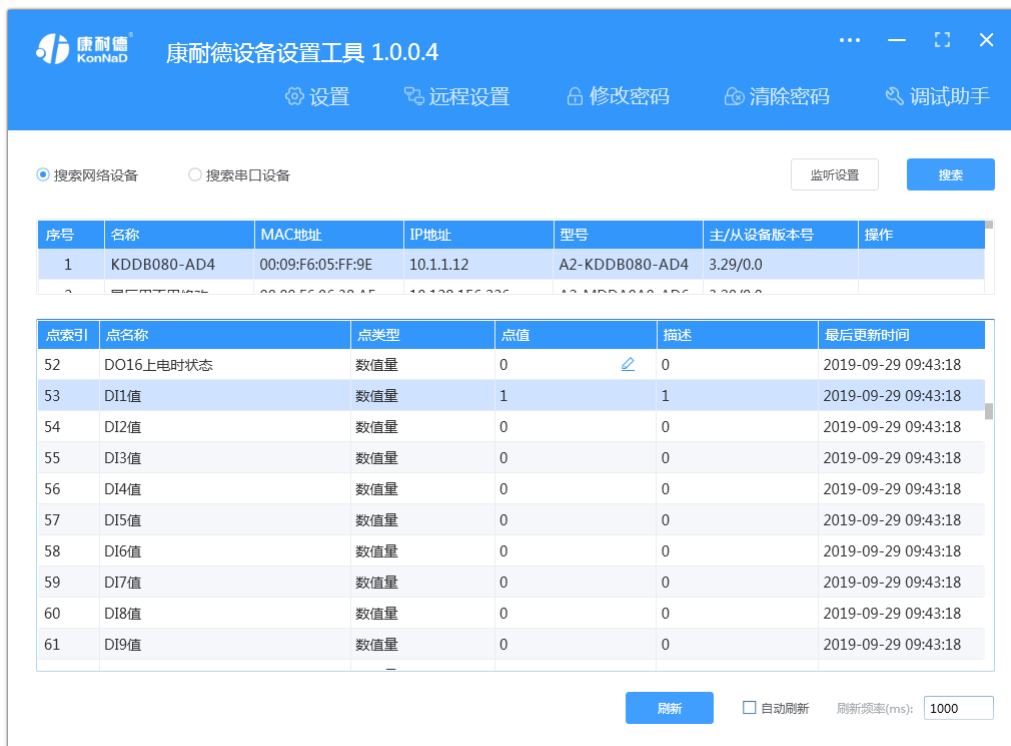 康耐德®
KonNaD
康耐德设备设置工具 1.0.0.4
设置 远程设置 修改密码 清除密码 调试助手
搜索网络设备 搜索串口设备 监听设置 搜索
序号 名称 MAC地址 IP地址 型号 主/从设备版本号 操作
1 KDDB080-AD4 00:09:F6:05:FF:9E 10.1.1.12 A2-KDDB080-AD4 3.29/0.0
点索引 点名称 点类型 点值 描述 最后更新时间
52 DO16上电时状态 数值量 0 0 2019-09-29 09:43:18
53 DI1值 数值量 1 1 2019-09-29 09:43:18
54 DI2值 数值量 0 0 2019-09-29 09:43:18
55 DI3值 数值量 0 0 2019-09-29 09:43:18
56 DI4值 数值量 0 0 2019-09-29 09:43:18
57 DI5值 数值量 0 0 2019-09-29 09:43:18
58 DI6值 数值量 0 0 2019-09-29 09:43:18
59 DI7值 数值量 0 0 2019-09-29 09:43:18
60 DI8值 数值量 0 0 2019-09-29 09:43:18
61 DI9值 数值量 0 0 2019-09-29 09:43:18
刷新 自动刷新 刷新频率(ms): 1000